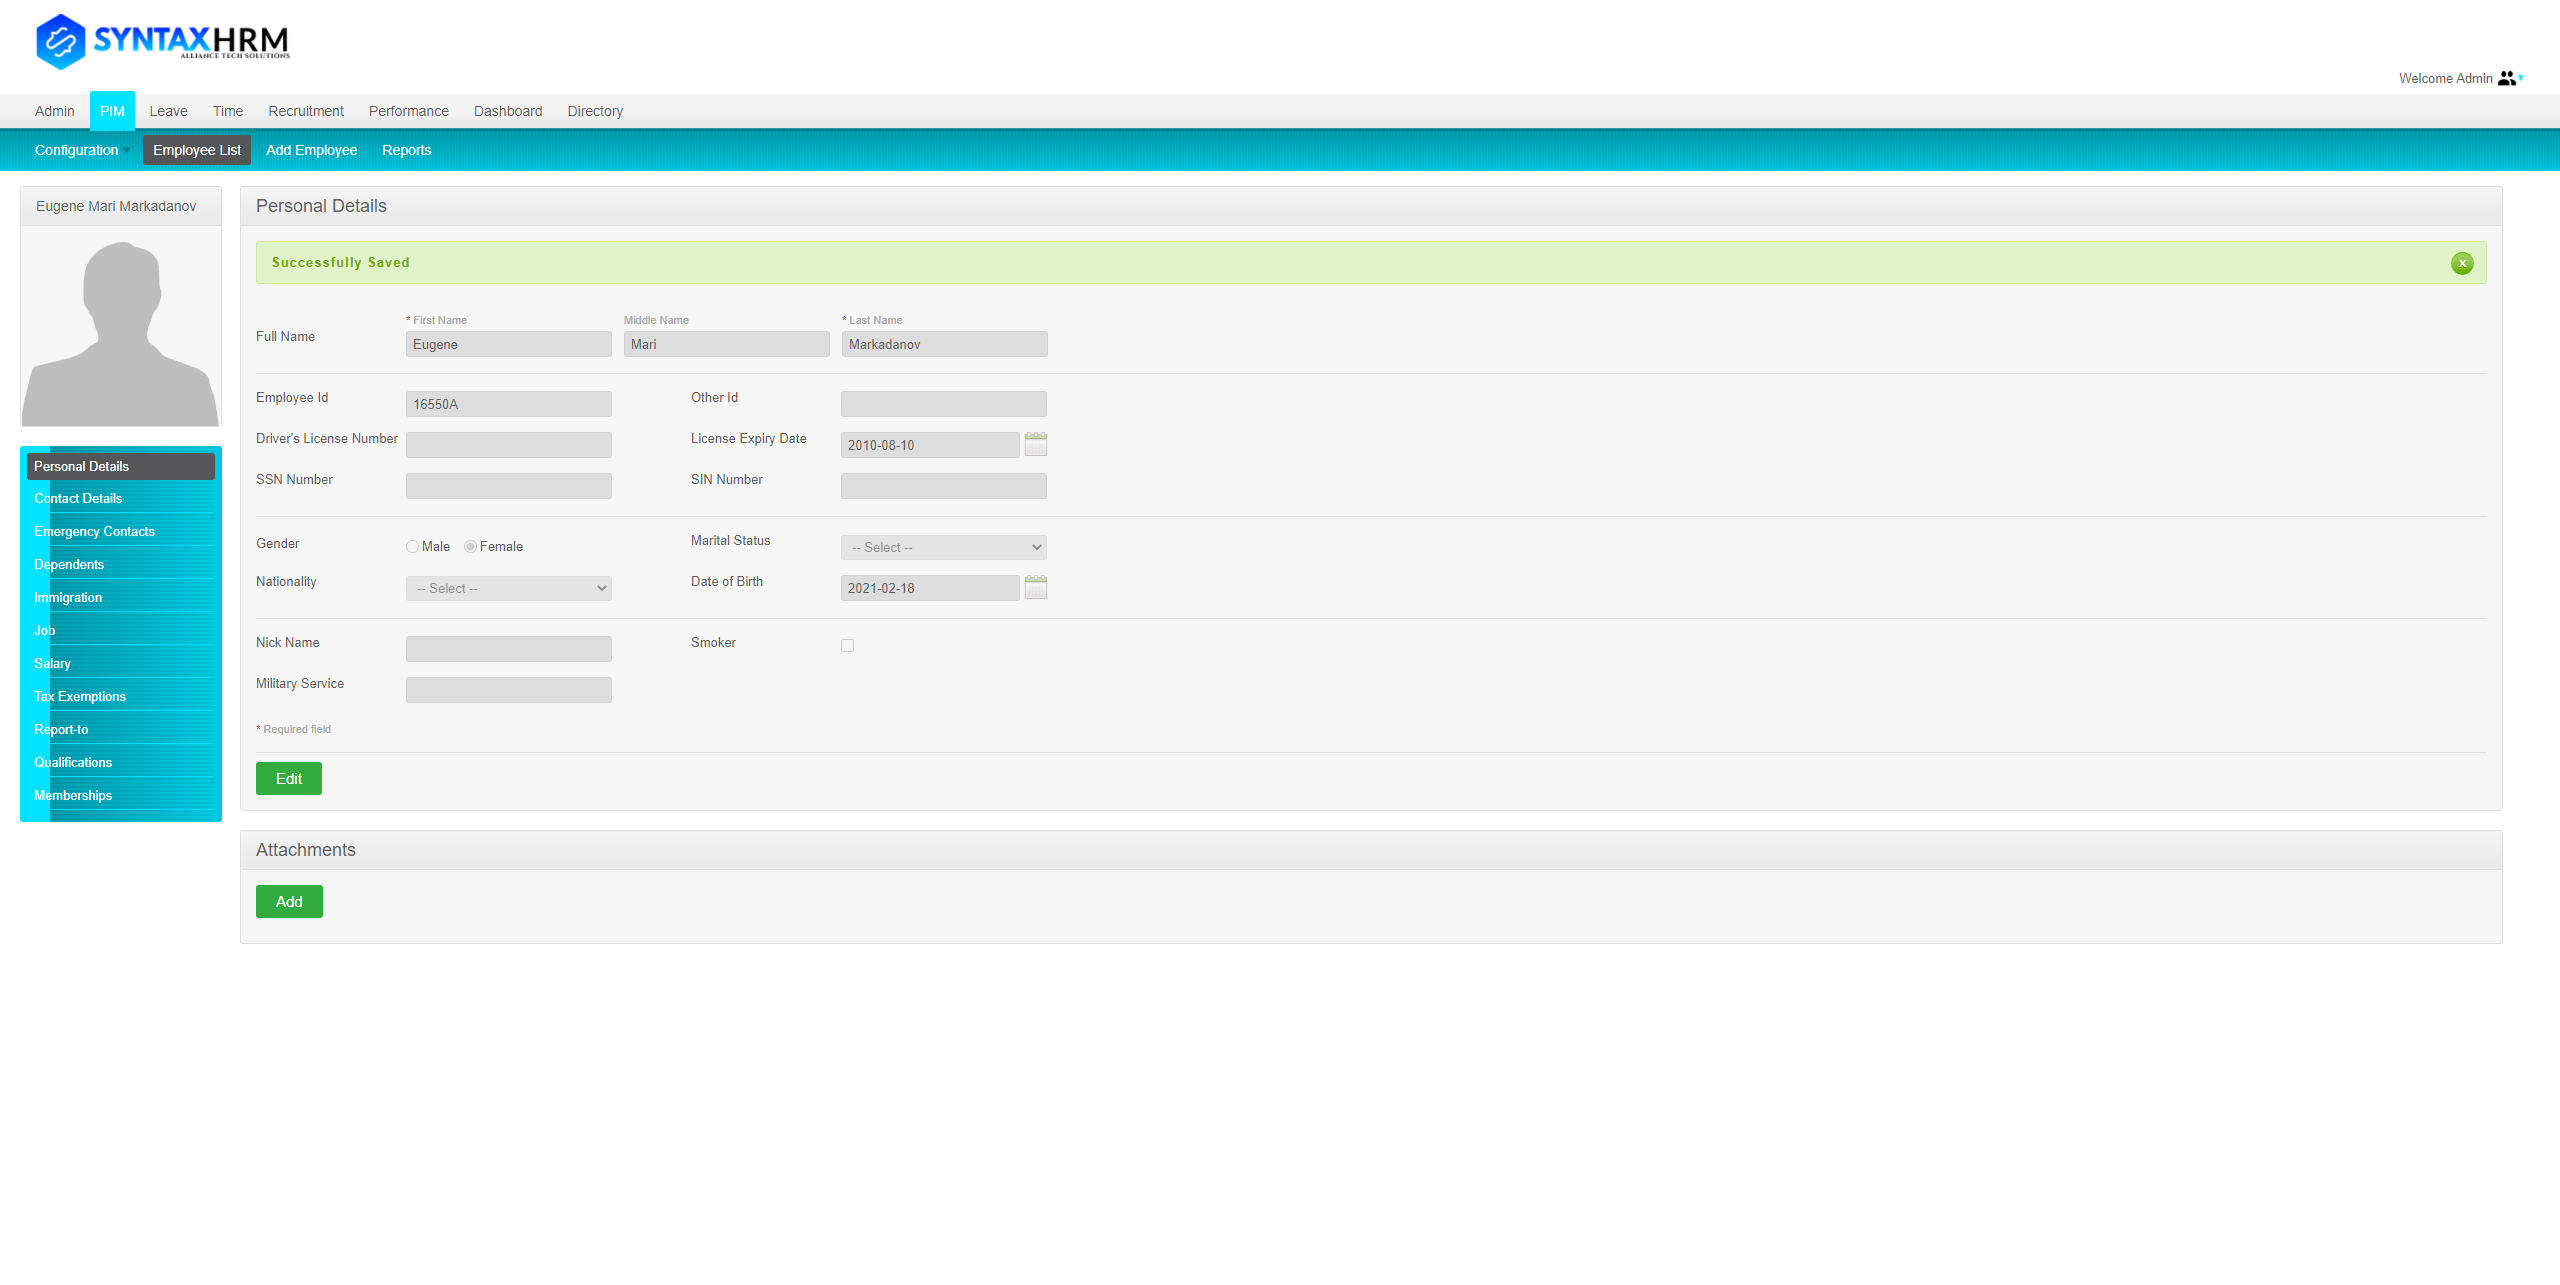 SYNTAXHRM
ALLIANCE TECH SOLUTIONS
Welcome Admin
Admin PIM Leave Time Recruitment Performance Dashboard Directory
Configuration Employee List Add Employee Reports
Eugene Mari Markadanov
Personal Details
Contact Details
Emergency Contacts
Dependents
Immigration
Job
Salary
Tax Exemptions
Report-to
Qualifications
Memberships
Personal Details
Successfully Saved
x
* First Name Middle Name * Last Name
Full Name Eugene Mari Markadanov
Employee Id 16550A Other Id
Driver's License Number License Expiry Date 2010-08-10
SSN Number SIN Number
Gender Male Female Marital Status -- Select --
Nationality -- Select -- Date of Birth 2021-02-18
Nick Name Smoker
Military Service
* Required field
Edit
Attachments
Add